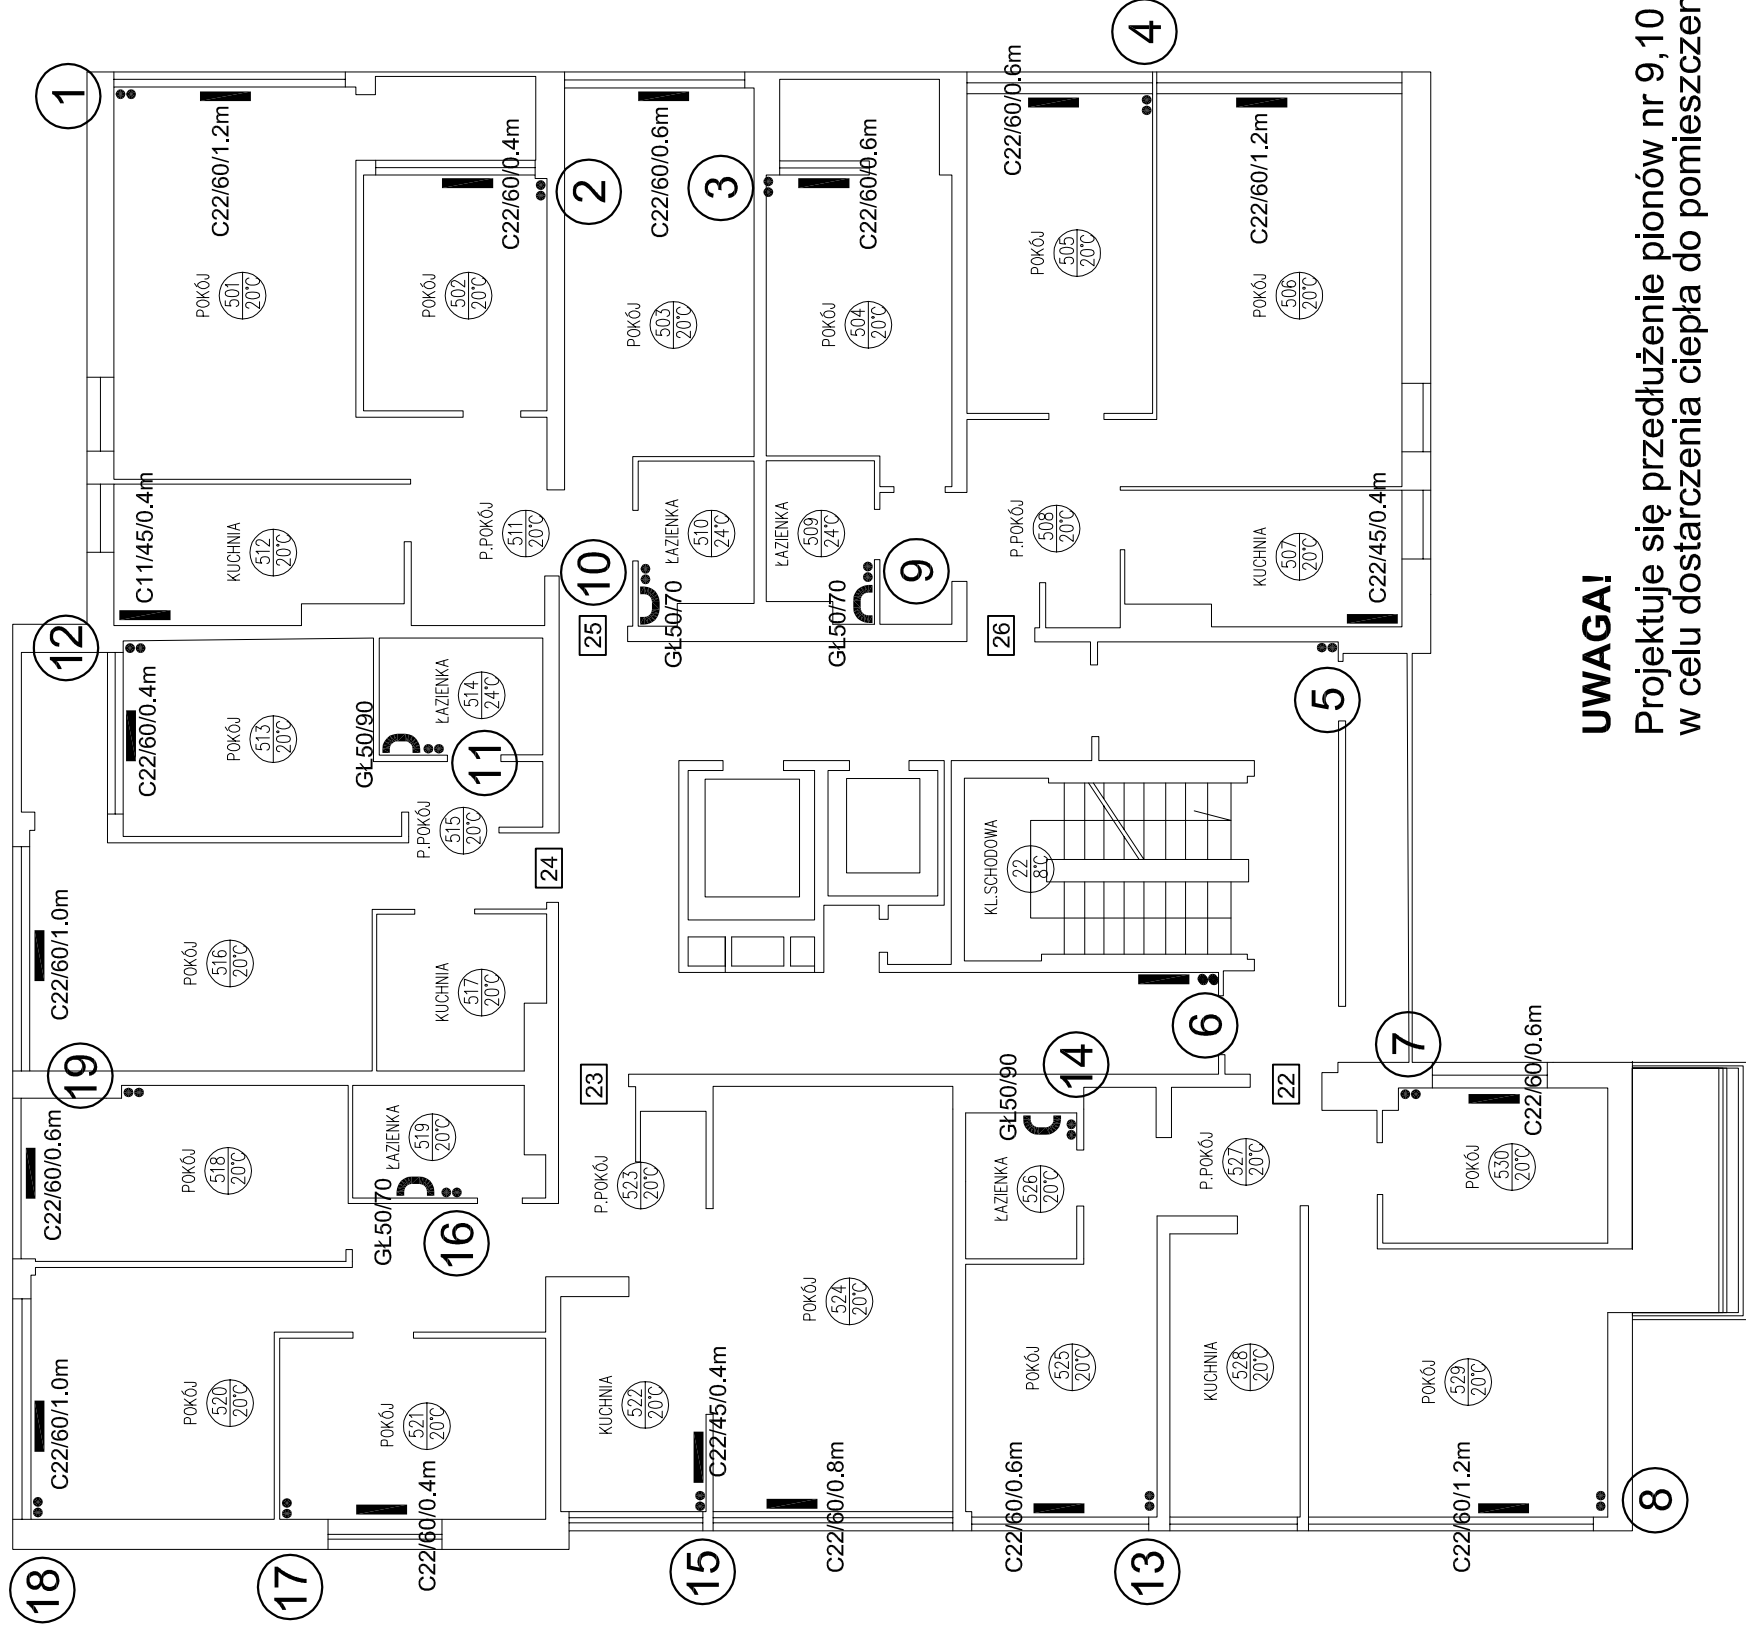 18
12
1
C22/60/1.0m
C22/60/0.6m
19
C22/60/1.0m
C22/60/0.4m
C11/45/0.4m
C22/60/1.2m
POKÓJ
520
20°C
POKÓJ
518
20°C
POKÓJ
516
20°C
POKÓJ
513
20°C
KUCHNIA
512
20°C
POKÓJ
501
20°C
17
C22/60/0.4m
POKÓJ
521
20°C
GŁ50/70
16
ŁAZIENKA
519
20°C
KUCHNIA
517
20°C
P.POKÓJ
515
20°C
GŁ50/90
11
ŁAZIENKA
514
24°C
P.POKÓJ
511
20°C
POKÓJ
502
20°C
C22/60/0.4m
2
24
23
25
10
KUCHNIA
522
20°C
P.POKÓJ
523
20°C
GŁ50/70
ŁAZIENKA
510
24°C
POKÓJ
503
20°C
C22/60/0.6m
3
15
C22/45/0.4m
C22/60/0.8m
POKÓJ
524
20°C
GŁ50/70
ŁAZIENKA
509
24°C
9
POKÓJ
504
20°C
C22/60/0.6m
C22/60/0.6m
POKÓJ
525
20°C
ŁAZIENKA
526
20°C
GŁ50/90
14
KL.SCHODOWA
22
8°C
26
P.POKÓJ
508
20°C
POKÓJ
505
20°C
C22/60/0.6m
4
13
KUCHNIA
528
20°C
P.POKÓJ
527
20°C
6
22
KUCHNIA
507
20°C
POKÓJ
506
20°C
C22/60/1.2m
5
C22/45/0.4m
7
C22/60/1.2m
POKÓJ
529
20°C
POKÓJ
530
20°C
C22/60/0.6m
8
UWAGA!
Projektuje się przedłużenie pionów nr 9,10
w celu dostarczenia ciepła do